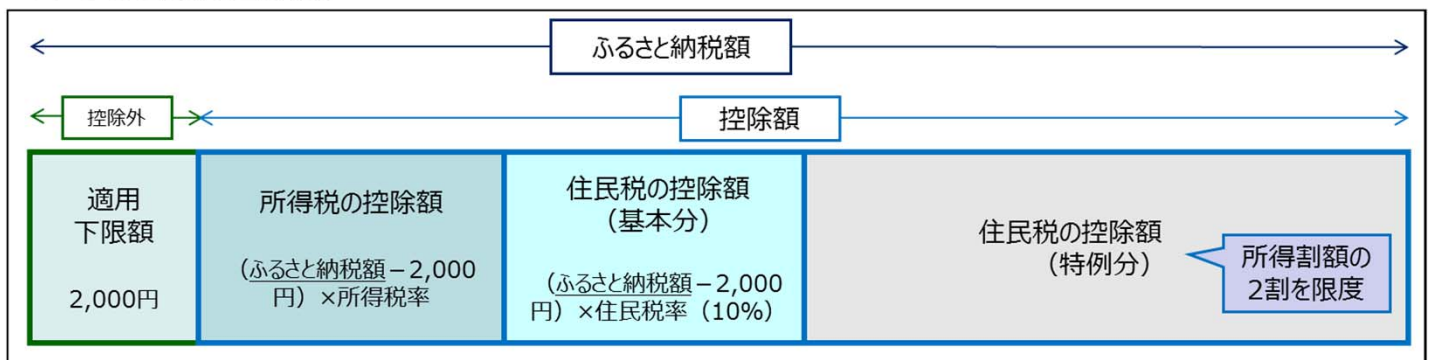 ふるさと納税額
控除外
控除額
適用
下限額
2,000円
所得税の控除額
（ふるさと納税額－2,000
円）×所得税率
住民税の控除額
（基本分）
（ふるさと納税額－2,000
円）×住民税率（10%）
住民税の控除額
（特例分）
所得割額の
2割を限度